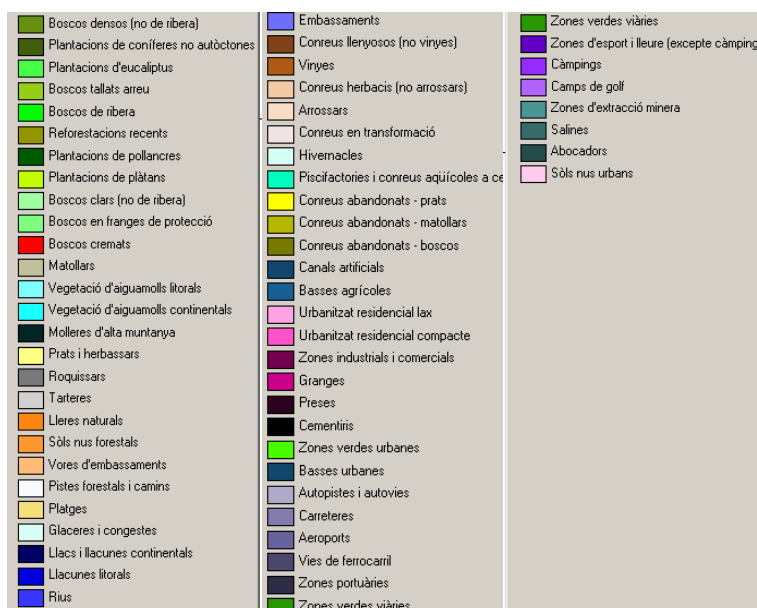 Boscos densos (no de ribera)
Plantacions de coníferes no autòctones
Plantacions d'eucaliptus
Boscos tallats arreu
Boscos de ribera
Reforestacions recents
Plantacions de pollancres
Plantacions de plàtans
Boscos clars (no de ribera)
Boscos en franges de protecció
Boscos cremats
Matollars
Vegetació d'aiguamolls litorals
Vegetació d'aiguamolls continentals
Molleres d'alta muntanya
Prats i herbassars
Roquissars
Tarteres
Lleres naturals
Sòls nus forestals
Vores d'embassaments
Pistes forestals i camins
Platges
Glaceres i congestes
Llacs i llacunes continentals
Llacunes litorals
Rius
Embassaments
Conreus llenyosos (no vinyes)
Vinyes
Conreus herbacis (no arrossars)
Arrossars
Conreus en transformació
Hivernacles
Piscifactories i conreus aqüícoles a ce
Conreus abandonats - prats
Conreus abandonats - matollars
Conreus abandonats - boscos
Canals artificials
Basses agrícoles
Urbanitzat residencial lax
Urbanitzat residencial compacte
Zones industrials i comercials
Granges
Preses
Cementiris
Zones verdes urbanes
Basses urbanes
Autopistes i autovies
Carreteres
Aeroports
Vies de ferrocarril
Zones portuàries
Zones verdes viàries
Zones verdes viàries
Zones d'esport i lleure (excepte càmping
Càmpings
Camps de golf
Zones d'extracció minera
Salines
Abocadors
Sòls nus urbans